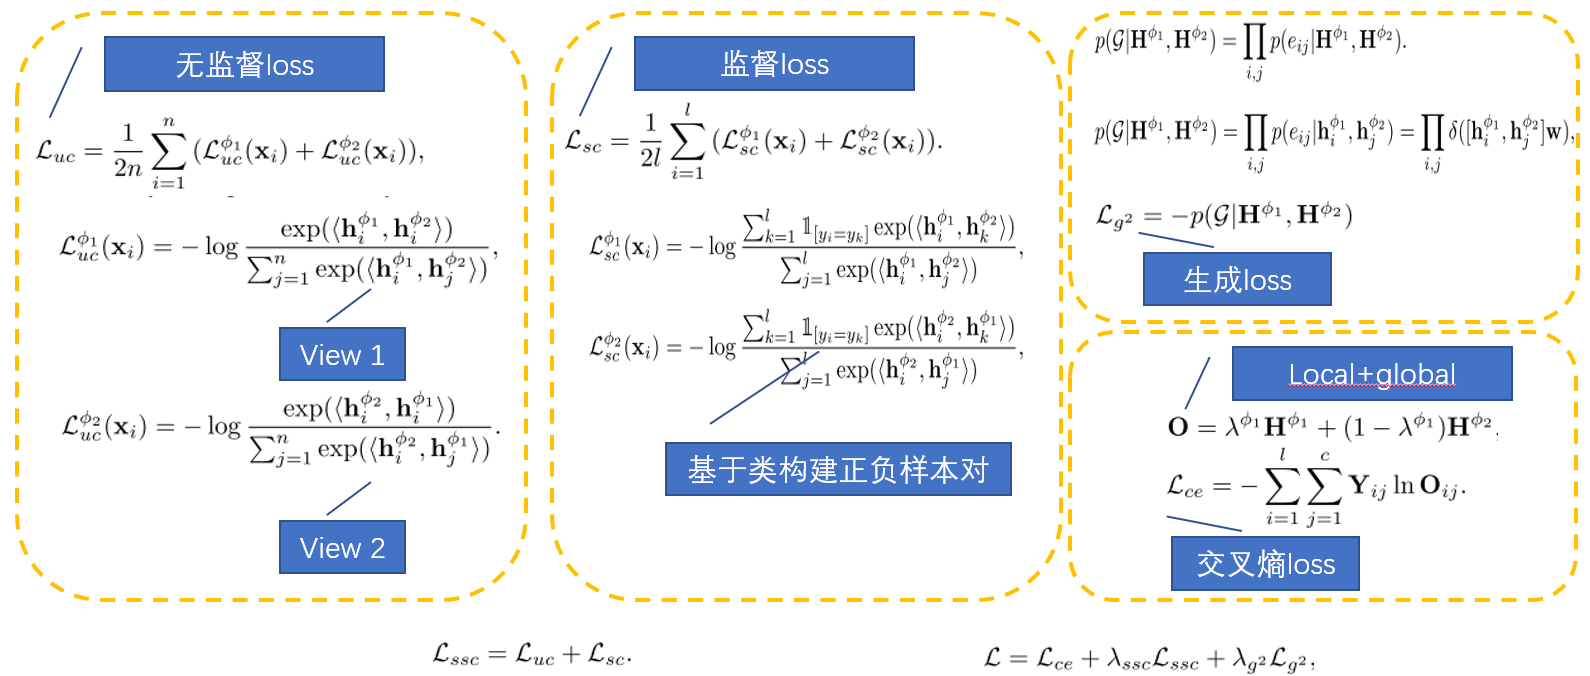 无监督loss
$\mathcal{L}_{uc} = \frac{1}{2n} \sum_{i=1}^{n} (\mathcal{L}_{uc}^{\phi_1}(\mathbf{x}_i) + \mathcal{L}_{uc}^{\phi_2}(\mathbf{x}_i)),$
$\mathcal{L}_{uc}^{\phi_1}(\mathbf{x}_i) = -\log \frac{\exp(\langle \mathbf{h}_i^{\phi_1}, \mathbf{h}_i^{\phi_2} \rangle)}{\sum_{j=1}^{n} \exp(\langle \mathbf{h}_i^{\phi_1}, \mathbf{h}_j^{\phi_2} \rangle)},$
View 1
$\mathcal{L}_{uc}^{\phi_2}(\mathbf{x}_i) = -\log \frac{\exp(\langle \mathbf{h}_i^{\phi_2}, \mathbf{h}_i^{\phi_1} \rangle)}{\sum_{j=1}^{n} \exp(\langle \mathbf{h}_i^{\phi_2}, \mathbf{h}_j^{\phi_1} \rangle)}.$
View 2
监督loss
$\mathcal{L}_{sc} = \frac{1}{2l} \sum_{i=1}^{l} (\mathcal{L}_{sc}^{\phi_1}(\mathbf{x}_i) + \mathcal{L}_{sc}^{\phi_2}(\mathbf{x}_i)).$
$\mathcal{L}_{sc}^{\phi_1}(\mathbf{x}_i) = -\log \frac{\sum_{k=1}^{l} \mathbb{1}_{[y_i=y_k]} \exp(\langle \mathbf{h}_i^{\phi_1}, \mathbf{h}_k^{\phi_2} \rangle)}{\sum_{j=1}^{l} \exp(\langle \mathbf{h}_i^{\phi_1}, \mathbf{h}_j^{\phi_2} \rangle)},$
$\mathcal{L}_{sc}^{\phi_2}(\mathbf{x}_i) = -\log \frac{\sum_{k=1}^{l} \mathbb{1}_{[y_i=y_k]} \exp(\langle \mathbf{h}_i^{\phi_2}, \mathbf{h}_k^{\phi_1} \rangle)}{\sum_{j=1}^{l} \exp(\langle \mathbf{h}_i^{\phi_2}, \mathbf{h}_j^{\phi_1} \rangle)},$
基于类构建正负样本对
$p(\mathcal{G}|\mathbf{H}^{\phi_1}, \mathbf{H}^{\phi_2}) = \prod_{i,j} p(e_{ij}|\mathbf{H}^{\phi_1}, \mathbf{H}^{\phi_2}).$
$p(\mathcal{G}|\mathbf{H}^{\phi_1}, \mathbf{H}^{\phi_2}) = \prod_{i,j} p(e_{ij}|\mathbf{h}_i^{\phi_1}, \mathbf{h}_j^{\phi_2}) = \prod_{i,j} \delta([\mathbf{h}_i^{\phi_1}, \mathbf{h}_j^{\phi_2}]\mathbf{w}),$
$\mathcal{L}_{g^2} = -p(\mathcal{G}|\mathbf{H}^{\phi_1}, \mathbf{H}^{\phi_2})$
生成loss
Local+global
$\mathbf{O} = \lambda^{\phi_1}\mathbf{H}^{\phi_1} + (1 - \lambda^{\phi_1})\mathbf{H}^{\phi_2},$
$\mathcal{L}_{ce} = -\sum_{i=1}^{l} \sum_{j=1}^{c} \mathbf{Y}_{ij} \ln \mathbf{O}_{ij}.$
交叉熵loss
$\mathcal{L}_{ssc} = \mathcal{L}_{uc} + \mathcal{L}_{sc}.$
$\mathcal{L} = \mathcal{L}_{ce} + \lambda_{ssc}\mathcal{L}_{ssc} + \lambda_{g^2}\mathcal{L}_{g^2},$